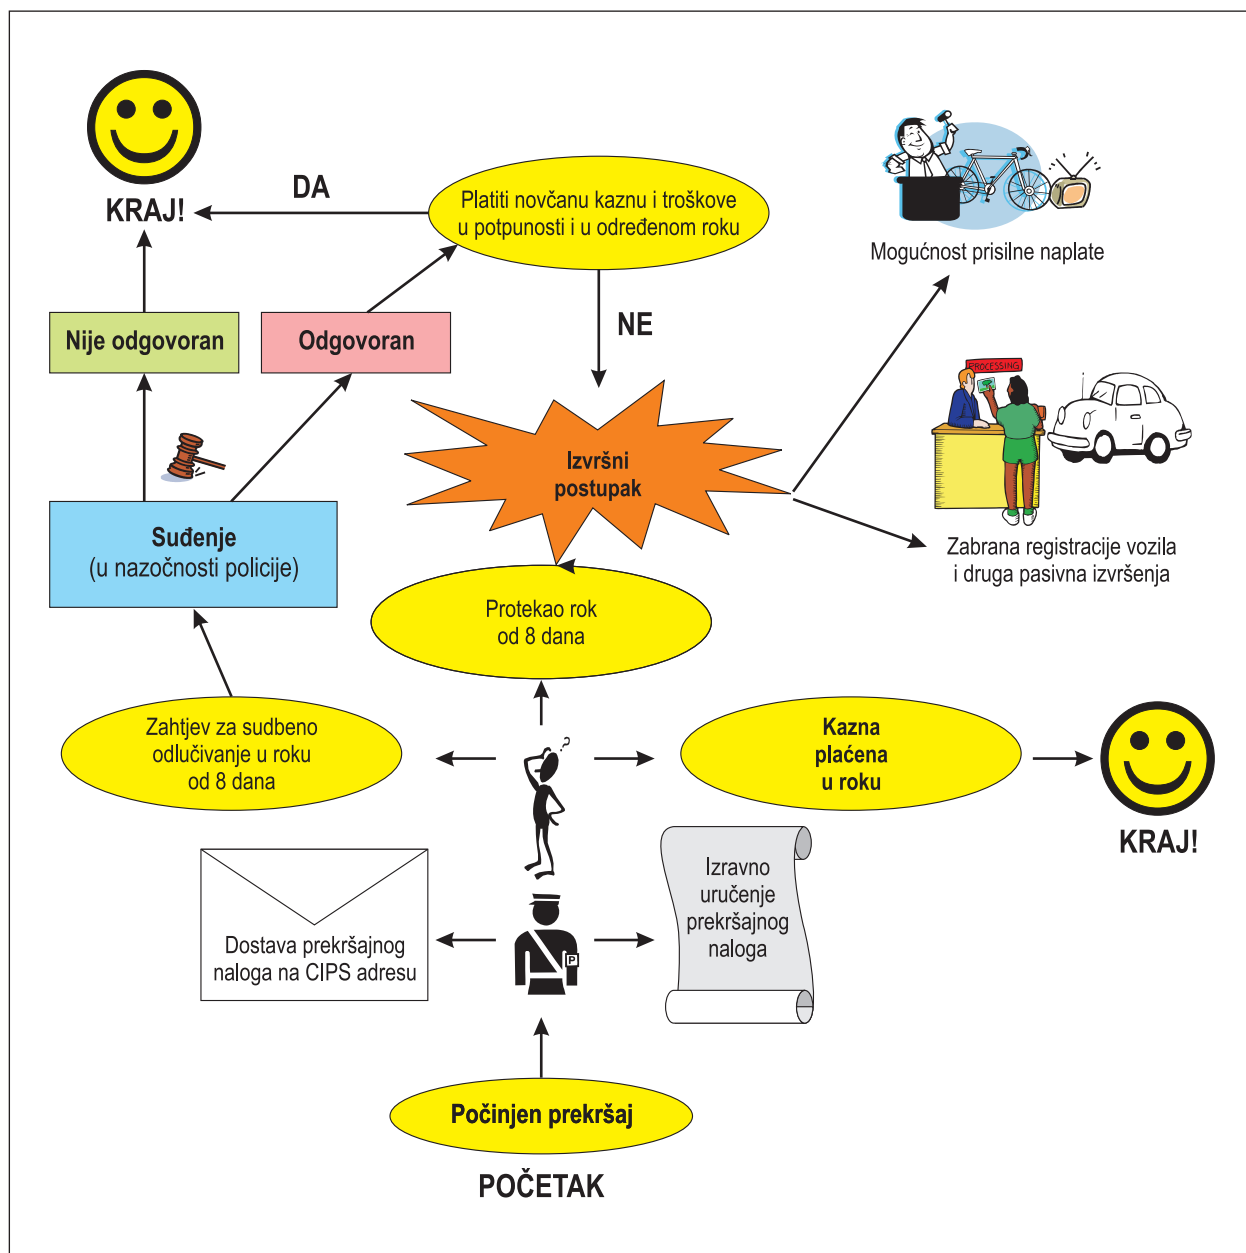 KRAJ!
DA
Platiti novčanu kaznu i troškove
u potpunosti i u određenom roku
Mogućnost prisilne naplate
Nije odgovoran
Odgovoran
NE
PROCESSING
Izvršni
postupak
Suđenje
(u nazočnosti policije)
Zabrana registracije vozila
i druga pasivna izvršenja
Protekao rok
od 8 dana
Zahtjev za sudbeno
odlučivanje u roku
od 8 dana
?
Kazna
plaćena
u roku
KRAJ!
Dostava prekršajnog
naloga na CIPS adresu
P
Izravno
uručenje
prekršajnog
naloga
Počinjen prekršaj
POČETAK